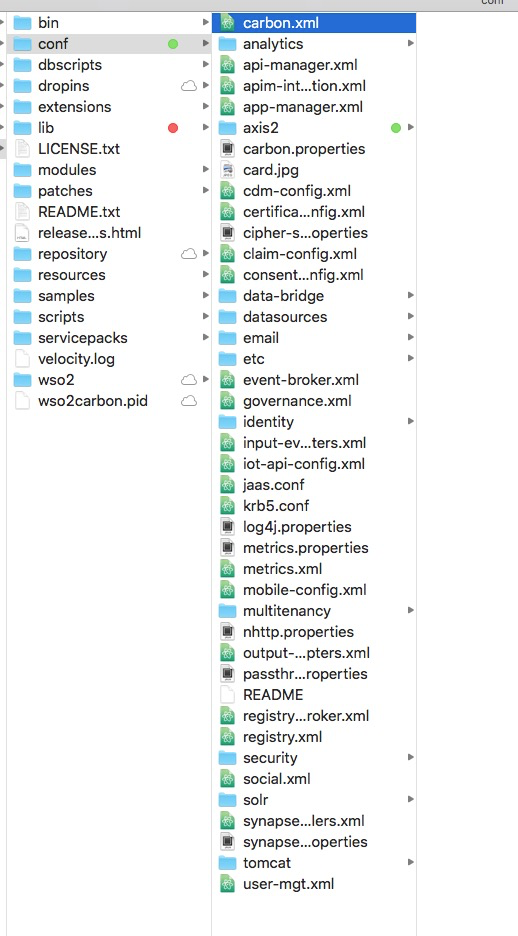 conf
bin
conf
dbscripts
dropins
extensions
lib
LICENSE.txt
modules
patches
README.txt
release...s.html
repository
resources
samples
scripts
servicepacks
velocity.log
wso2
wso2carbon.pid
carbon.xml
analytics
api-manager.xml
apim-int...tion.xml
app-manager.xml
axis2
carbon.properties
card.jpg
cdm-config.xml
certifica...nfig.xml
cipher-s...operties
claim-config.xml
consent...nfig.xml
data-bridge
datasources
email
etc
event-broker.xml
governance.xml
identity
input-ev...ters.xml
iot-api-config.xml
jaas.conf
krb5.conf
log4j.properties
metrics.properties
metrics.xml
mobile-config.xml
multitenancy
nhttp.properties
output-...pters.xml
passthr...roperties
README
registry...roker.xml
registry.xml
security
social.xml
solr
synapse...lers.xml
synapse...operties
tomcat
user-mgt.xml